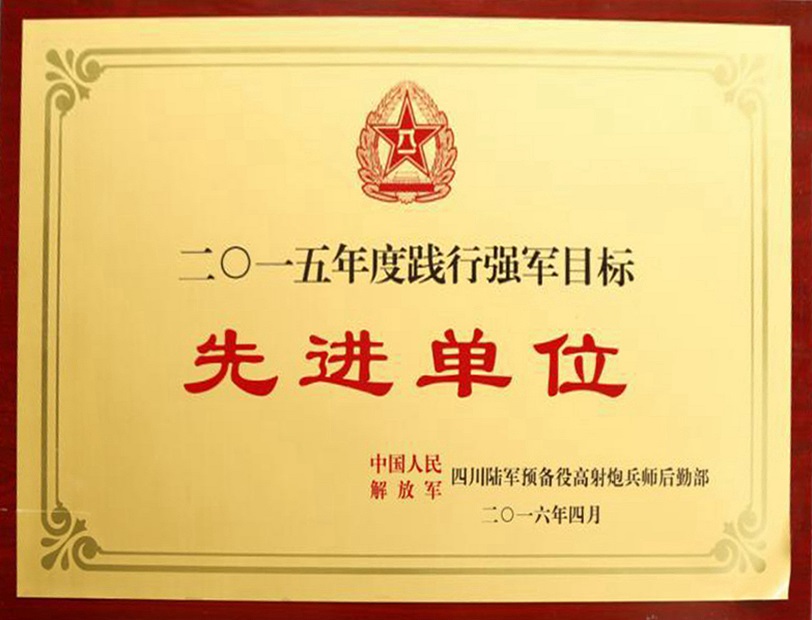 八一
二〇一五年度践行强军目标
先进单位
中国人民
解放军
四川陆军预备役高射炮兵师后勤部
二〇一六年四月